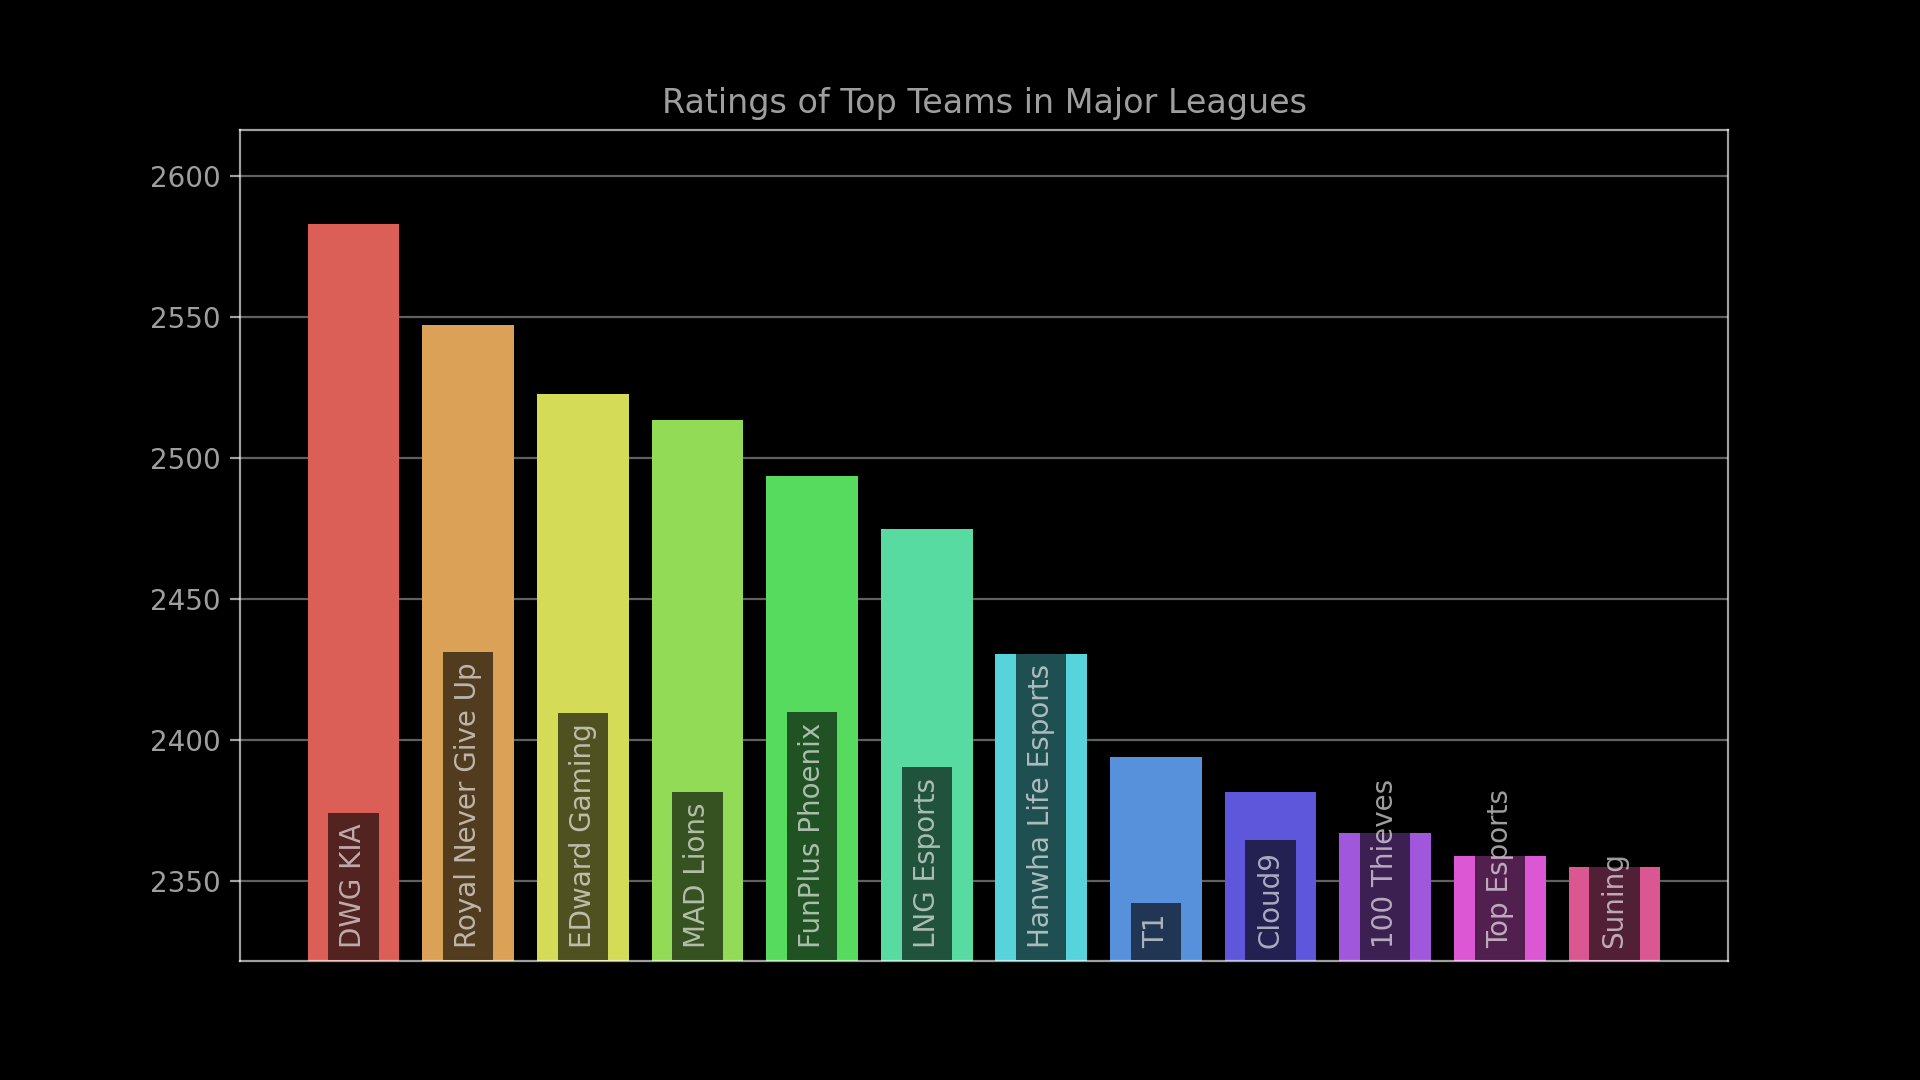 Ratings of Top Teams in Major Leagues
2600
2550
2500
2450
2400
2350
DWG KIA
Royal Never Give Up
EDward Gaming
MAD Lions
FunPlus Phoenix
LNG Esports
Hanwha Life Esports
T1
Cloud9
100 Thieves
Top Esports
Suning